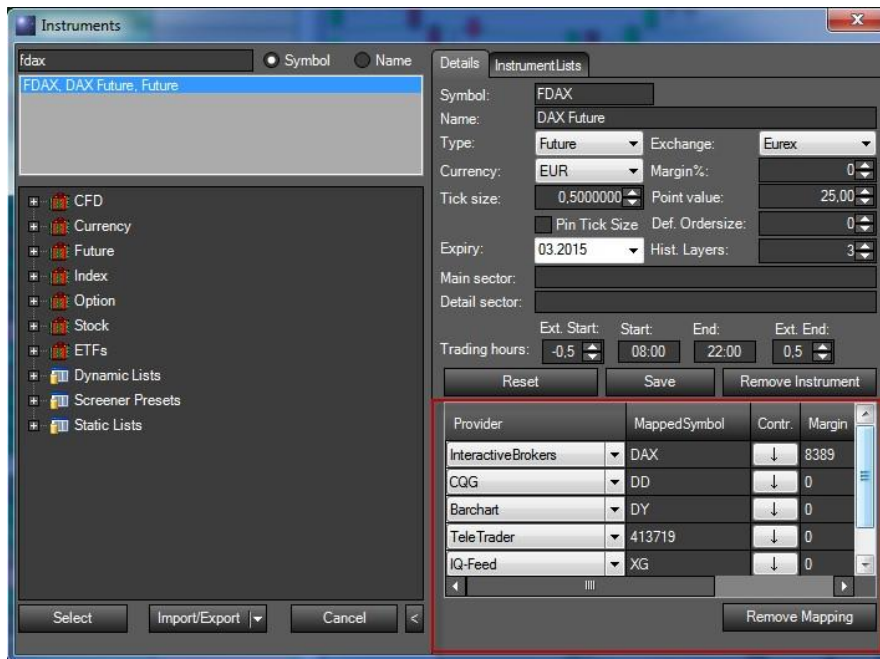 Instruments
fdax
Symbol Name
FDAX, DAX Future, Future
CFD
Currency
Future
Index
Option
Stock
ETFs
Dynamic Lists
Screener Presets
Static Lists
Select Import/Export Cancel <
Details InstrumentLists
Symbol: FDAX
Name: DAX Future
Type: Future Exchange: Eurex
Currency: EUR Margin%: 0
Tick size: 0,5000000 Point value: 25,00
Pin Tick Size Def. Ordersize: 0
Expiry: 03.2015 Hist. Layers: 3
Main sector:
Detail sector:
Ext. Start: Start: End: Ext. End:
Trading hours: -0,5 08:00 22:00 0,5
Reset Save Remove Instrument
Provider MappedSymbol Contr. Margin
InteractiveBrokers DAX ↓ 8389
CQG DD ↓ 0
Barchart DY ↓ 0
TeleTrader 413719 ↓ 0
IQ-Feed XG ↓ 0
Remove Mapping